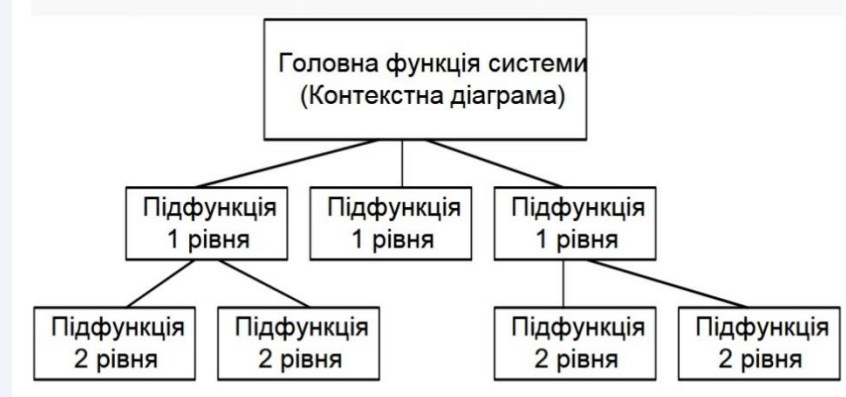 Головна функція системи
(Контекстна діаграма)
Підфункція
1 рівня
Підфункція
1 рівня
Підфункція
1 рівня
Підфункція
2 рівня
Підфункція
2 рівня
Підфункція
2 рівня
Підфункція
2 рівня